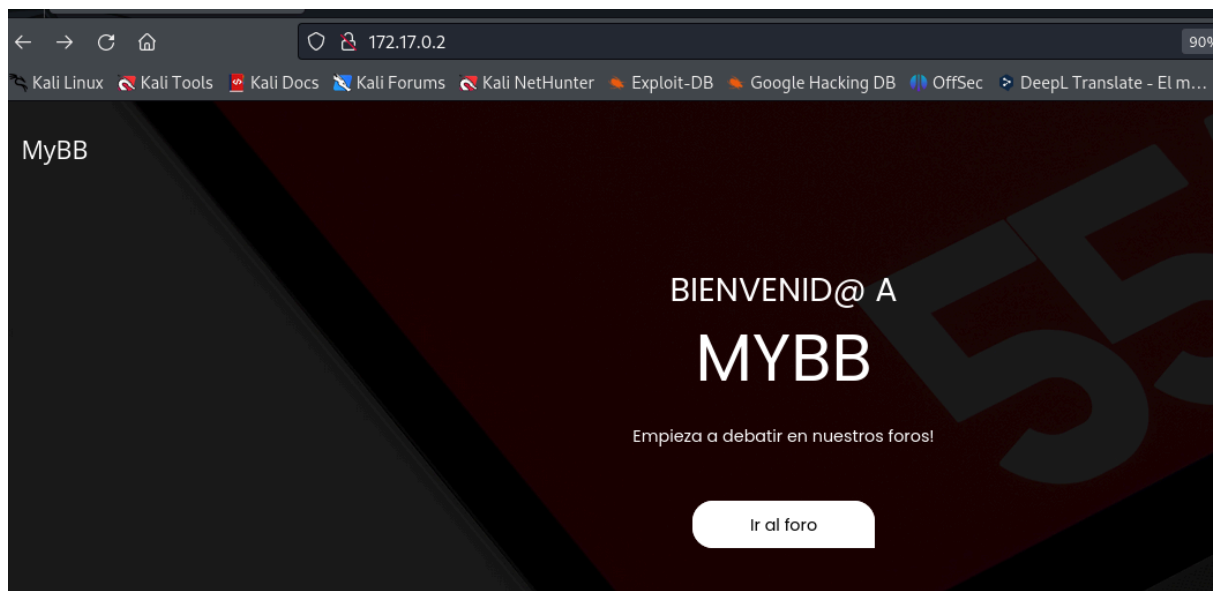 172.17.0.2
90%
Kali Linux Kali Tools Kali Docs Kali Forums Kali NetHunter Exploit-DB Google Hacking DB OffSec DeepL Translate - El m...
MyBB
BIENVENID@ A
MYBB
Empieza a debatir en nuestros foros!
Ir al foro